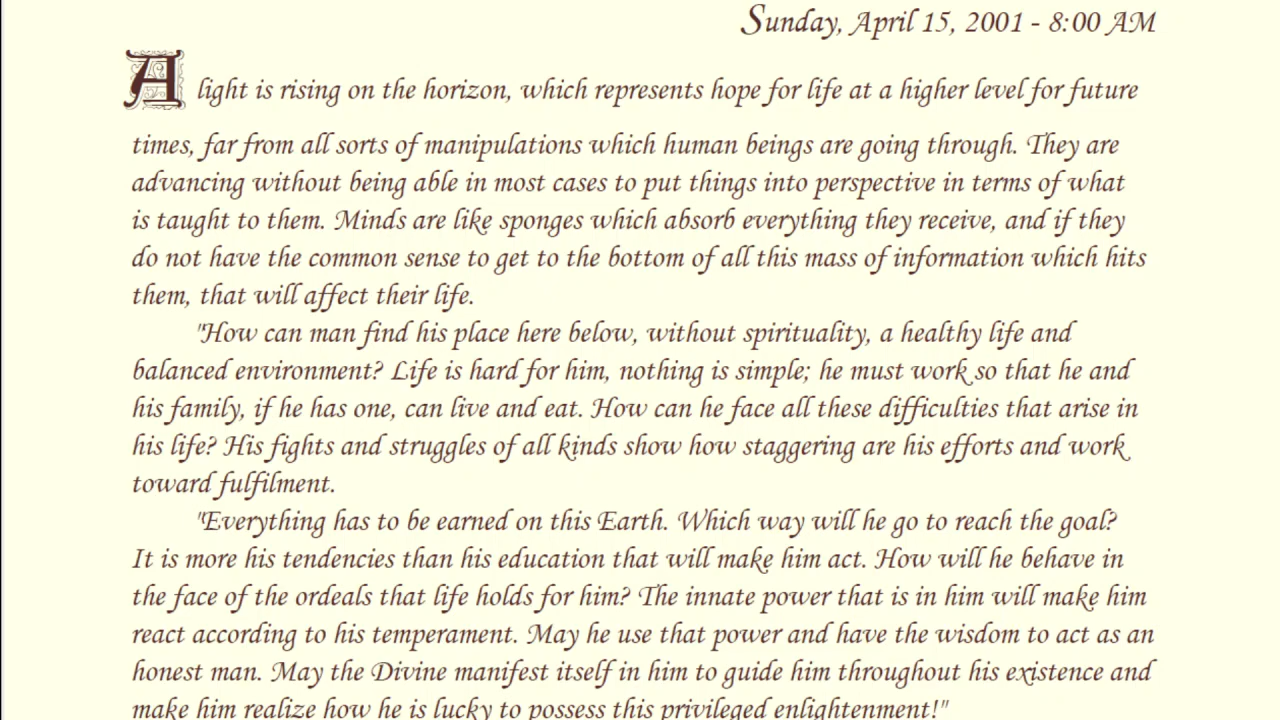 Sunday, April 15, 2001 - 8:00 AM
A light is rising on the horizon, which represents hope for life at a higher level for future
times, far from all sorts of manipulations which human beings are going through. They are
advancing without being able in most cases to put things into perspective in terms of what
is taught to them. Minds are like sponges which absorb everything they receive, and if they
do not have the common sense to get to the bottom of all this mass of information which hits
them, that will affect their life.
"How can man find his place here below, without spirituality, a healthy life and
balanced environment? Life is hard for him, nothing is simple; he must work so that he and
his family, if he has one, can live and eat. How can he face all these difficulties that arise in
his life? His fights and struggles of all kinds show how staggering are his efforts and work
toward fulfilment.
"Everything has to be earned on this Earth. Which way will he go to reach the goal?
It is more his tendencies than his education that will make him act. How will he behave in
the face of the ordeals that life holds for him? The innate power that is in him will make him
react according to his temperament. May he use that power and have the wisdom to act as an
honest man. May the Divine manifest itself in him to guide him throughout his existence and
make him realize how he is lucky to possess this privileged enlightenment!"